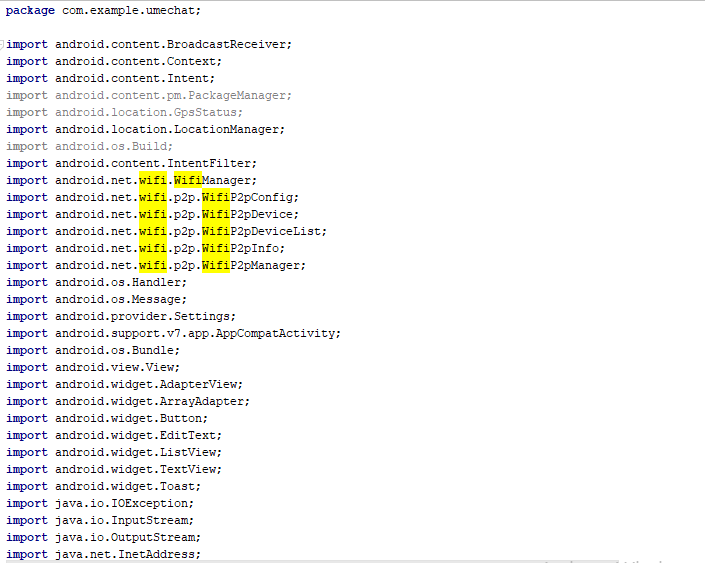 package com.example.umechat;
import android.content.BroadcastReceiver;
import android.content.Context;
import android.content.Intent;
import android.content.pm.PackageManager;
import android.location.GpsStatus;
import android.location.LocationManager;
import android.os.Build;
import android.content.IntentFilter;
import android.net.wifi.WifiManager;
import android.net.wifi.p2p.WifiP2pConfig;
import android.net.wifi.p2p.WifiP2pDevice;
import android.net.wifi.p2p.WifiP2pDeviceList;
import android.net.wifi.p2p.WifiP2pInfo;
import android.net.wifi.p2p.WifiP2pManager;
import android.os.Handler;
import android.os.Message;
import android.provider.Settings;
import android.support.v7.app.AppCompatActivity;
import android.os.Bundle;
import android.view.View;
import android.widget.AdapterView;
import android.widget.ArrayAdapter;
import android.widget.Button;
import android.widget.EditText;
import android.widget.ListView;
import android.widget.TextView;
import android.widget.Toast;
import java.io.IOException;
import java.io.InputStream;
import java.io.OutputStream;
import java.net.InetAddress;